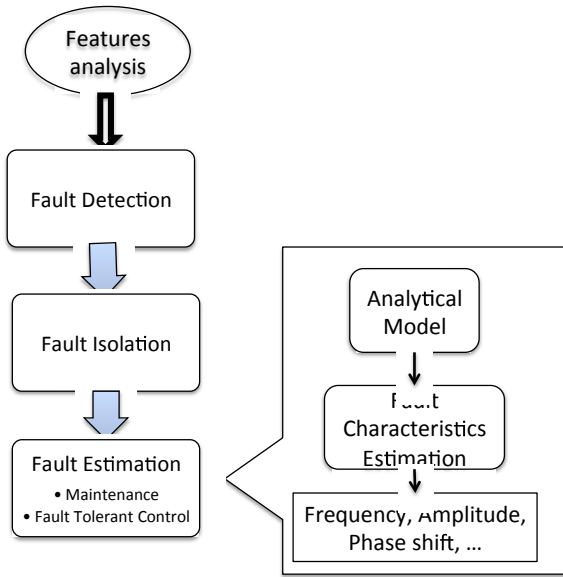 Features
analysis
Fault Detection
Fault Isolation
Fault Estimation
• Maintenance
• Fault Tolerant Control
Analytical
Model
Fault
Characteristics
Estimation
Frequency, Amplitude,
Phase shift, ...